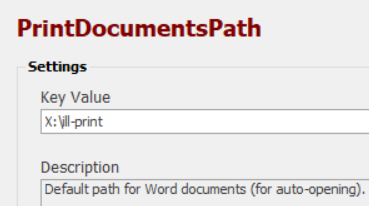 PrintDocumentsPath
Settings
Key Value
X:\ill-print
Description
Default path for Word documents (for auto-opening).